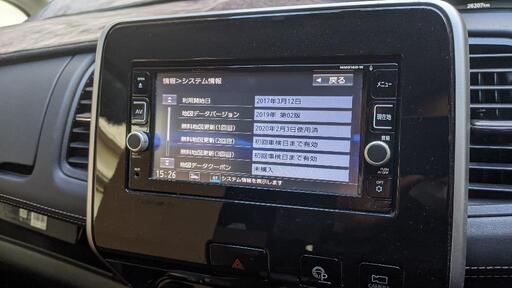 26207km
情報>システム情報
戻る
利用開始日 2017年3月12日
地図データバージョン 2019年 第02版
無料地図更新(1回目) 2020年2月3日使用済
無料地図更新(2回目) 初回車検日まで有効
無料地図更新(3回目) 初回車検日まで有効
地図データクーポン 未購入
15:26 システム情報を表示します
OPEN
AV
メニュー
現在地
音量
PUSH
OFF
P